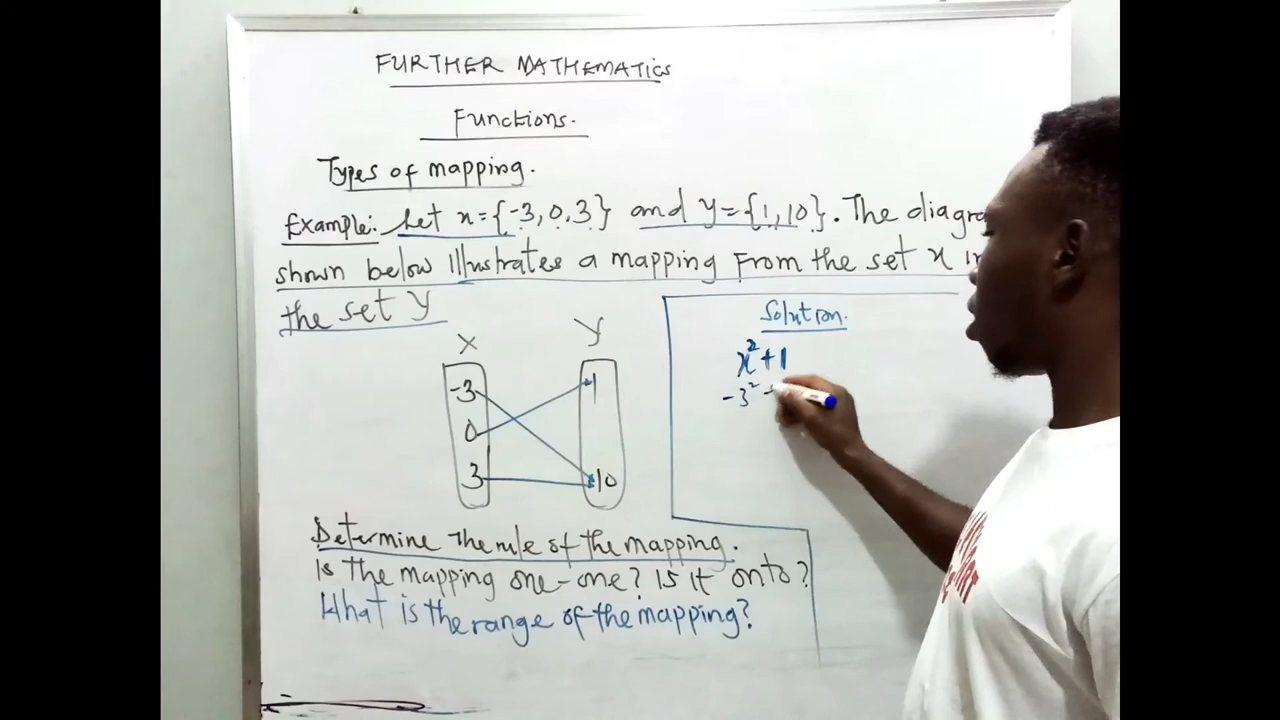 FURTHER MATHEMATICS
Functions.
Types of mapping.
Example: Let x={-3,0,3} and y={1,10}. The
shown below Illustrates a mapping From the set x
the set Y
X Y
-3 1
0
3 10
Solution.
x²+1
-3²
Determine the rule of the mapping.
Is the mapping one-one? Is it onto?
What is the range of the mapping?